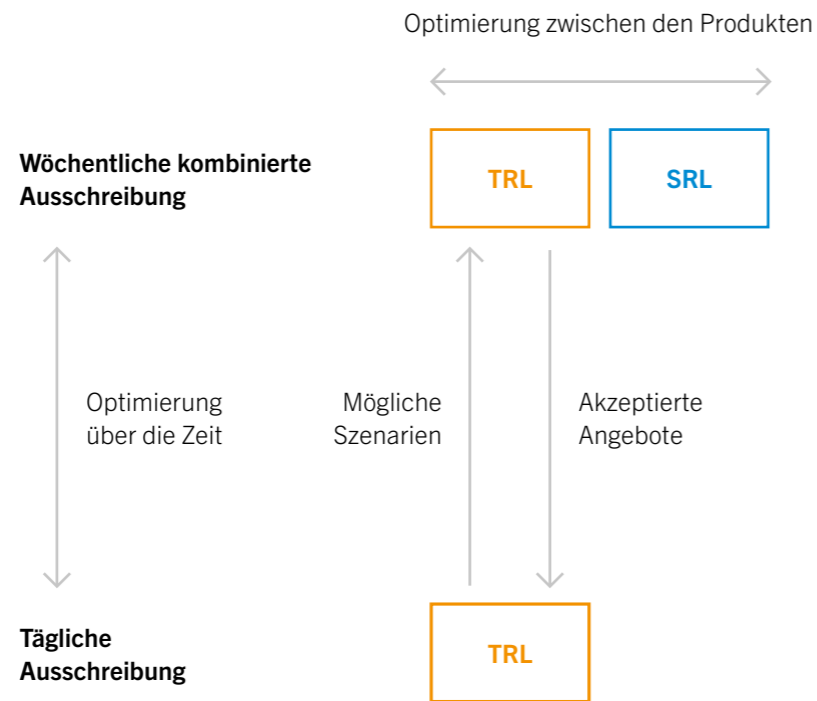 Optimierung zwischen den Produkten
Wöchentliche kombinierte
Ausschreibung
TRL
SRL
Optimierung
über die Zeit
Mögliche
Szenarien
Akzeptierte
Angebote
Tägliche
Ausschreibung
TRL